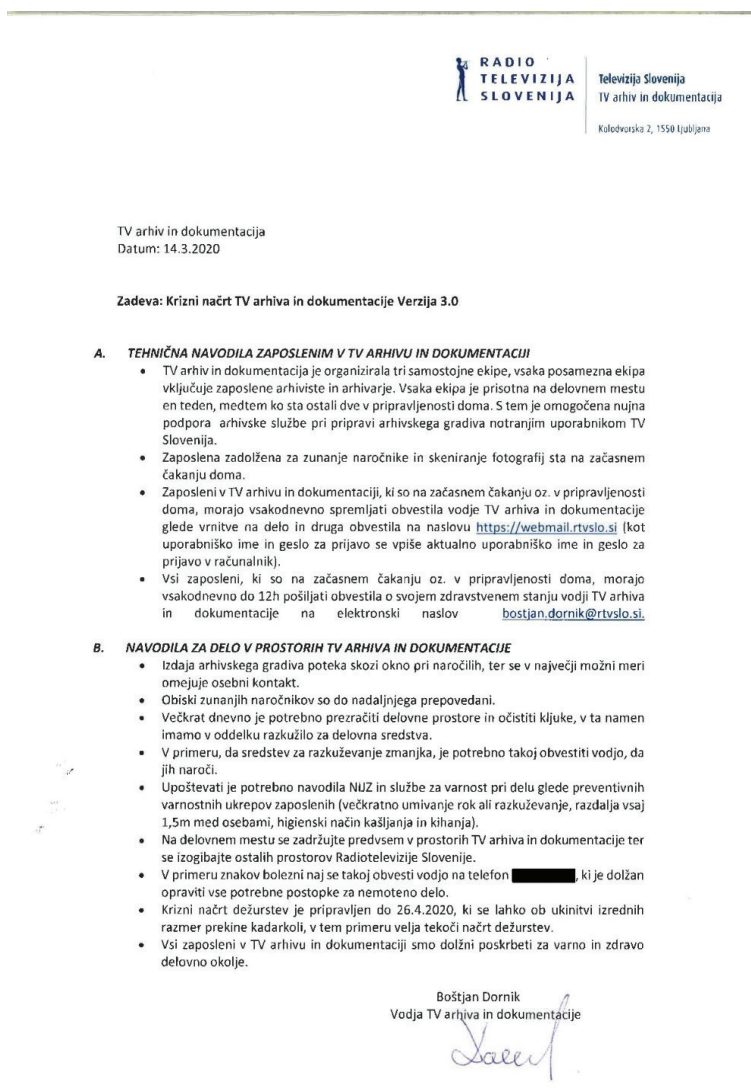 RADIO
TELEVIZIJA
SLOVENIJA
Televizija Slovenija
TV arhiv in dokumentacija
Kolodvorska 2, 1550 Ljubljana
TV arhiv in dokumentacija
Datum: 14.3.2020
Zadeva: Krizni načrt TV arhiva in dokumentacije Verzija 3.0
A. TEHNIČNA NAVODILA ZAPOSLENIM V TV ARHIVU IN DOKUMENTACIJI
• TV arhiv in dokumentacija je organizirala tri samostojne ekipe, vsaka posamezna ekipa
vključuje zaposlene arhiviste in arhivarje. Vsaka ekipa je prisotna na delovnem mestu
en teden, medtem ko sta ostali dve v pripravljenosti doma. S tem je omogočena nujna
podpora arhivske službe pri pripravi arhivskega gradiva notranjim uporabnikom TV
Slovenija.
• Zaposlena zadolžena za zunanje naročnike in skeniranje fotografij sta na začasnem
čakanju doma.
• Zaposleni v TV arhivu in dokumentaciji, ki so na začasnem čakanju oz. v pripravljenosti
doma, morajo vsakodnevno spremljati obvestila vodje TV arhiva in dokumentacije
glede vrnitve na delo in druga obvestila na naslovu https://webmail.rtvslo.si (kot
uporabniško ime in geslo za prijavo se vpiše aktualno uporabniško ime in geslo za
prijavo v računalnik).
• Vsi zaposleni, ki so na začasnem čakanju oz. v pripravljenosti doma, morajo
vsakodnevno do 12h pošiljati obvestila o svojem zdravstvenem stanju vodji TV arhiva
in dokumentacije na elektronski naslov bostjan.dornik@rtvslo.si.
B. NAVODILA ZA DELO V PROSTORIH TV ARHIVA IN DOKUMENTACIJE
• Izdaja arhivskega gradiva poteka skozi okno pri naročilih, ter se v največji možni meri
omejuje osebni kontakt.
• Obiski zunanjih naročnikov so do nadaljnjega prepovedani.
• Večkrat dnevno je potrebno prezračiti delovne prostore in očistiti kljuke, v ta namen
imamo v oddelku razkužilo za delovna sredstva.
• V primeru, da sredstev za razkuževanje zmanjka, je potrebno takoj obvestiti vodjo, da
jih naroči.
• Upoštevati je potrebno navodila NIJZ in službe za varnost pri delu glede preventivnih
varnostnih ukrepov zaposlenih (večkratno umivanje rok ali razkuževanje, razdalja vsaj
1,5m med osebami, higienski način kašljanja in kihanja).
• Na delovnem mestu se zadržujte predvsem v prostorih TV arhiva in dokumentacije ter
se izogibajte ostalih prostorov Radiotelevizije Slovenije.
• V primeru znakov bolezni naj se takoj obvesti vodjo na telefon , ki je dolžan
opraviti vse potrebne postopke za nemoteno delo.
• Krizni načrt dežurstev je pripravljen do 26.4.2020, ki se lahko ob ukinitvi izrednih
razmer prekine kadarkoli, v tem primeru velja tekoči načrt dežurstev.
• Vsi zaposleni v TV arhivu in dokumentaciji smo dolžni poskrbeti za varno in zdravo
delovno okolje.
Boštjan Dornik
Vodja TV arhiva in dokumentacije